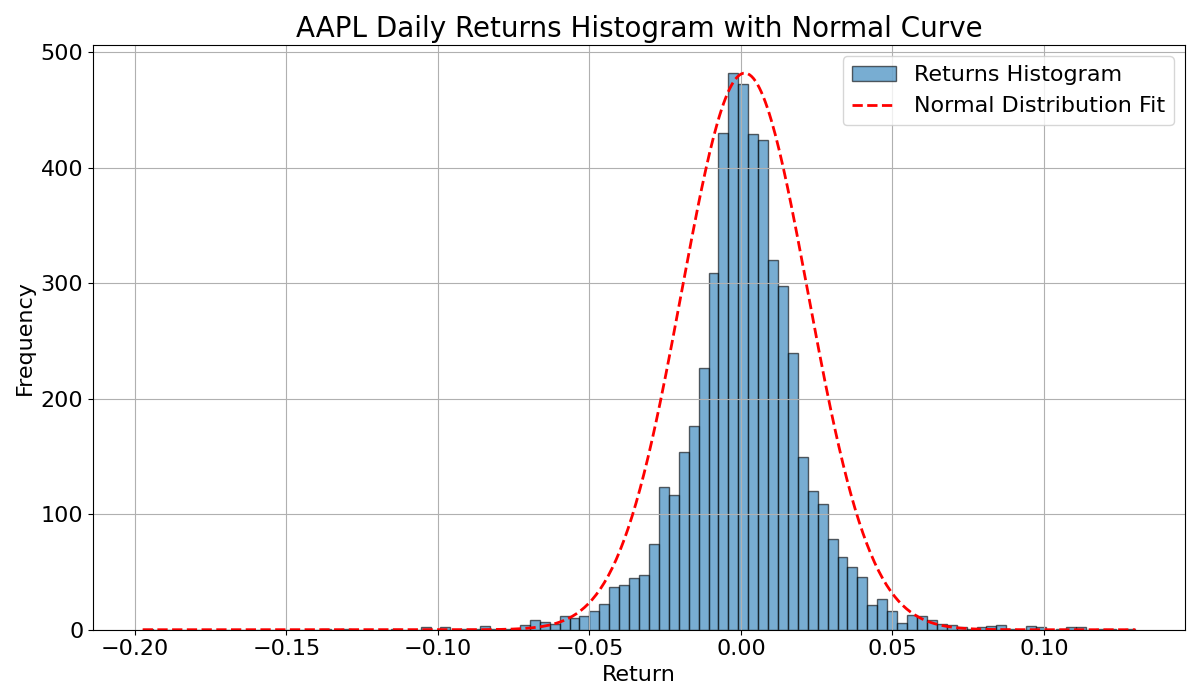 AAPL Daily Returns Histogram with Normal Curve
Returns Histogram
Normal Distribution Fit
Frequency
500
400
300
200
100
0
−0.20 −0.15 −0.10 −0.05 0.00 0.05 0.10
Return